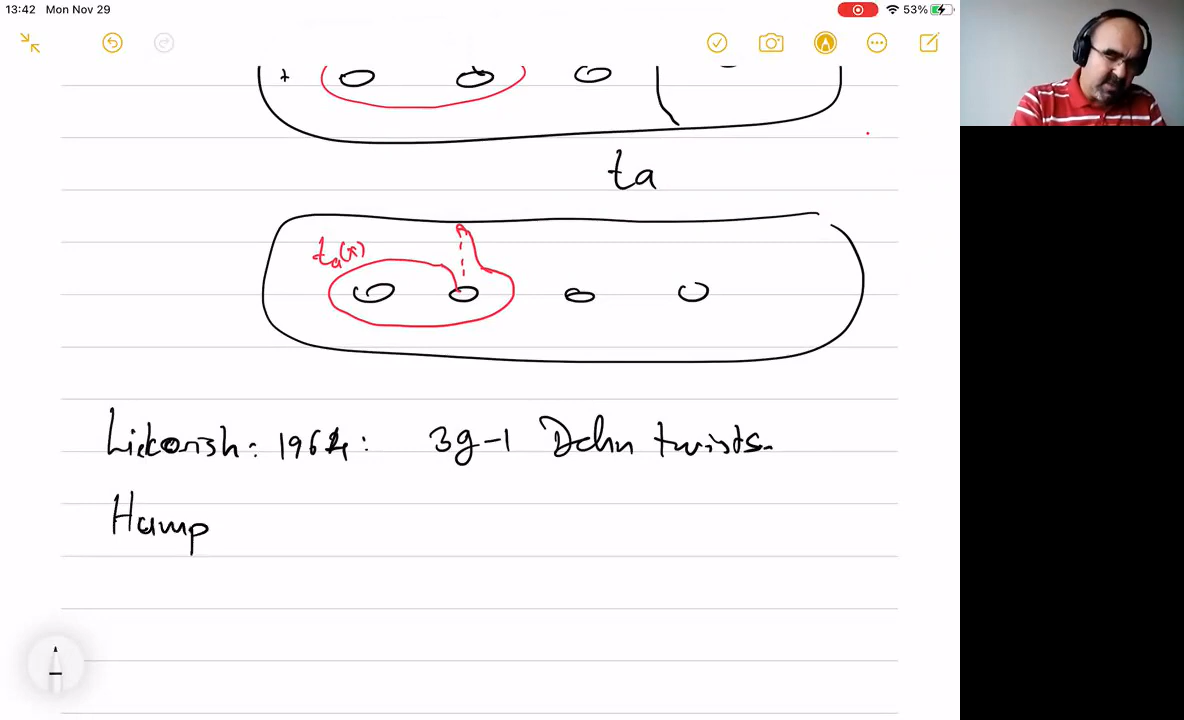 13:42 Mon Nov 29 53%
+
ta
ta(x)
Lickorish: 1964: 3g-1 Dehn twists.
Hump